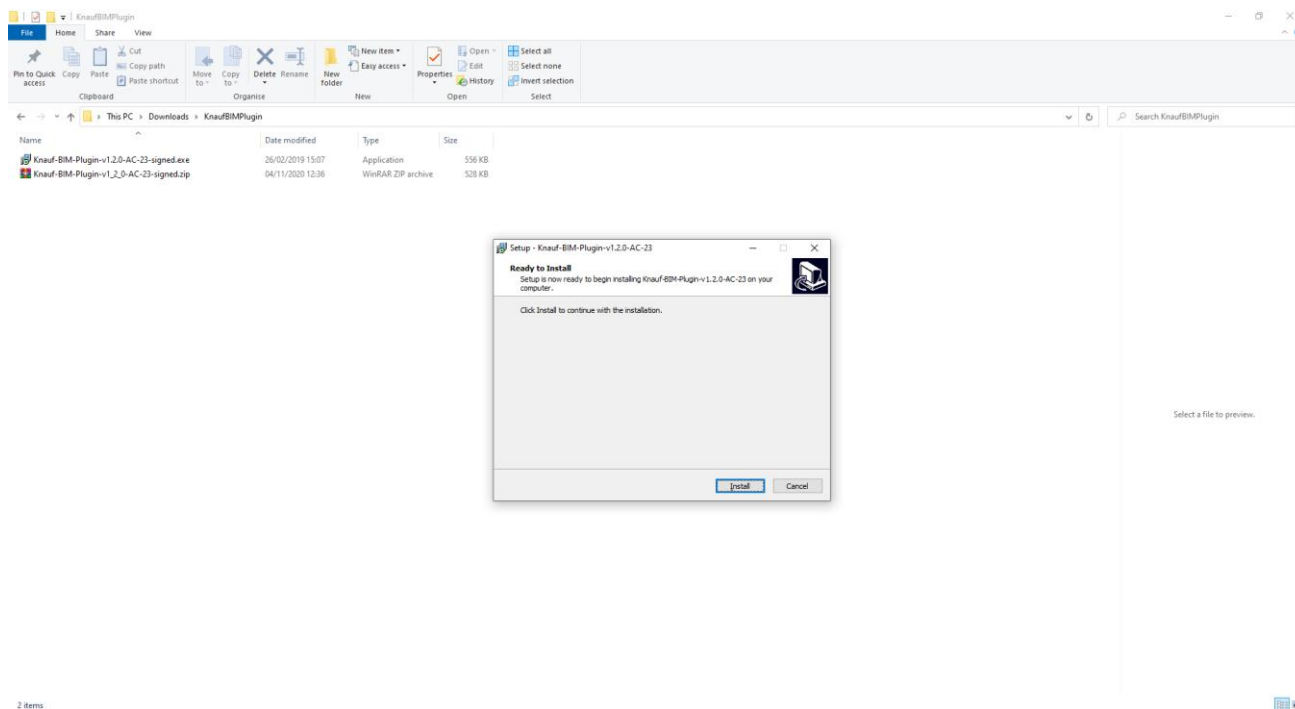 KnaufBIMPlugin
File Home Share View
Pin to Quick access
Copy
Paste
Cut
Copy path
Paste shortcut
Clipboard
Move to
Copy to
Delete
Rename
Organise
New folder
New item
Easy access
New
Properties
Open
Edit
History
Open
Select all
Select none
Invert selection
Select
This PC > Downloads > KnaufBIMPlugin
Search KnaufBIMPlugin
Name Date modified Type Size
Knauf-BIM-Plugin-v1.2.0-AC-23-signed.exe 26/02/2019 15:07 Application 556 KB
Knauf-BIM-Plugin-v1_2_0-AC-23-signed.zip 04/11/2020 12:36 WinRAR ZIP archive 528 KB
Setup - Knauf-BIM-Plugin-v1.2.0-AC-23
Ready to Install
Setup is now ready to begin installing Knauf-BIM-Plugin-v1.2.0-AC-23 on your
computer.
Click Install to continue with the installation.
Install Cancel
Select a file to preview.
2 items